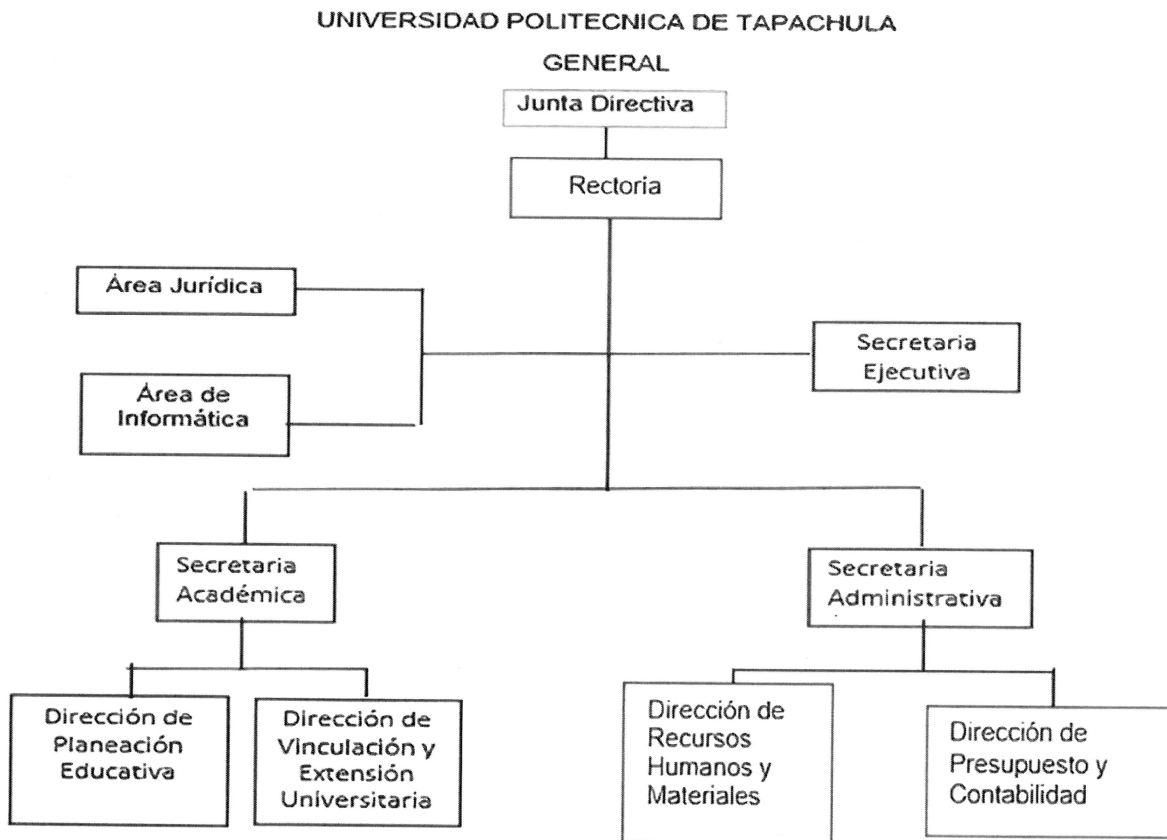 UNIVERSIDAD POLITECNICA DE TAPACHULA
GENERAL
Junta Directiva
Rectoria
Área Jurídica
Secretaria
Ejecutiva
Área de
Informática
Secretaria
Académica
Secretaria
Administrativa
Dirección de
Planeación
Educativa
Dirección de
Vinculación y
Extensión
Universitaria
Dirección de
Recursos
Humanos y
Materiales
Dirección de
Presupuesto y
Contabilidad